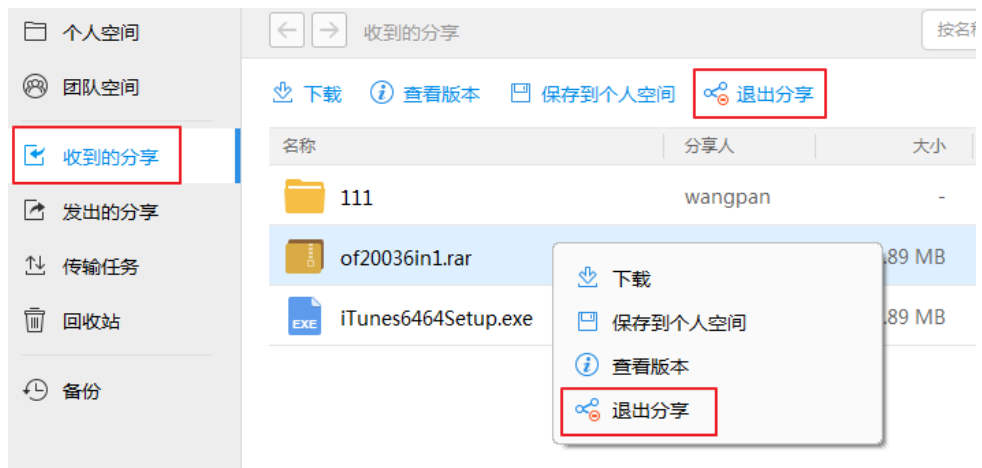 个人空间
团队空间
收到的分享
发出的分享
传输任务
回收站
备份
收到的分享
按名
下载 查看版本 保存到个人空间 退出分享
名称 分享人 大小
111 wangpan -
of20036in1.rar .89 MB
EXE iTunes6464Setup.exe .89 MB
下载
保存到个人空间
查看版本
退出分享